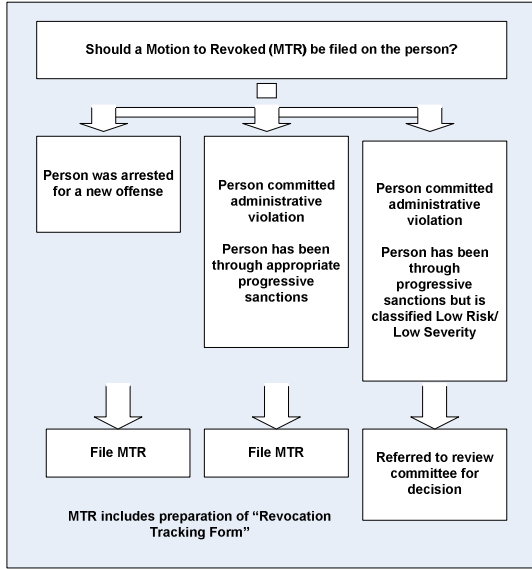 Should a Motion to Revoked (MTR) be filed on the person?
Person was arrested
for a new offense
Person committed
administrative
violation
Person has been
through appropriate
progressive
sanctions
Person committed
administrative
violation
Person has been
through
progressive
sanctions but is
classified Low Risk/
Low Severity
File MTR
File MTR
Referred to review
committee for
decision
MTR includes preparation of “Revocation
Tracking Form”